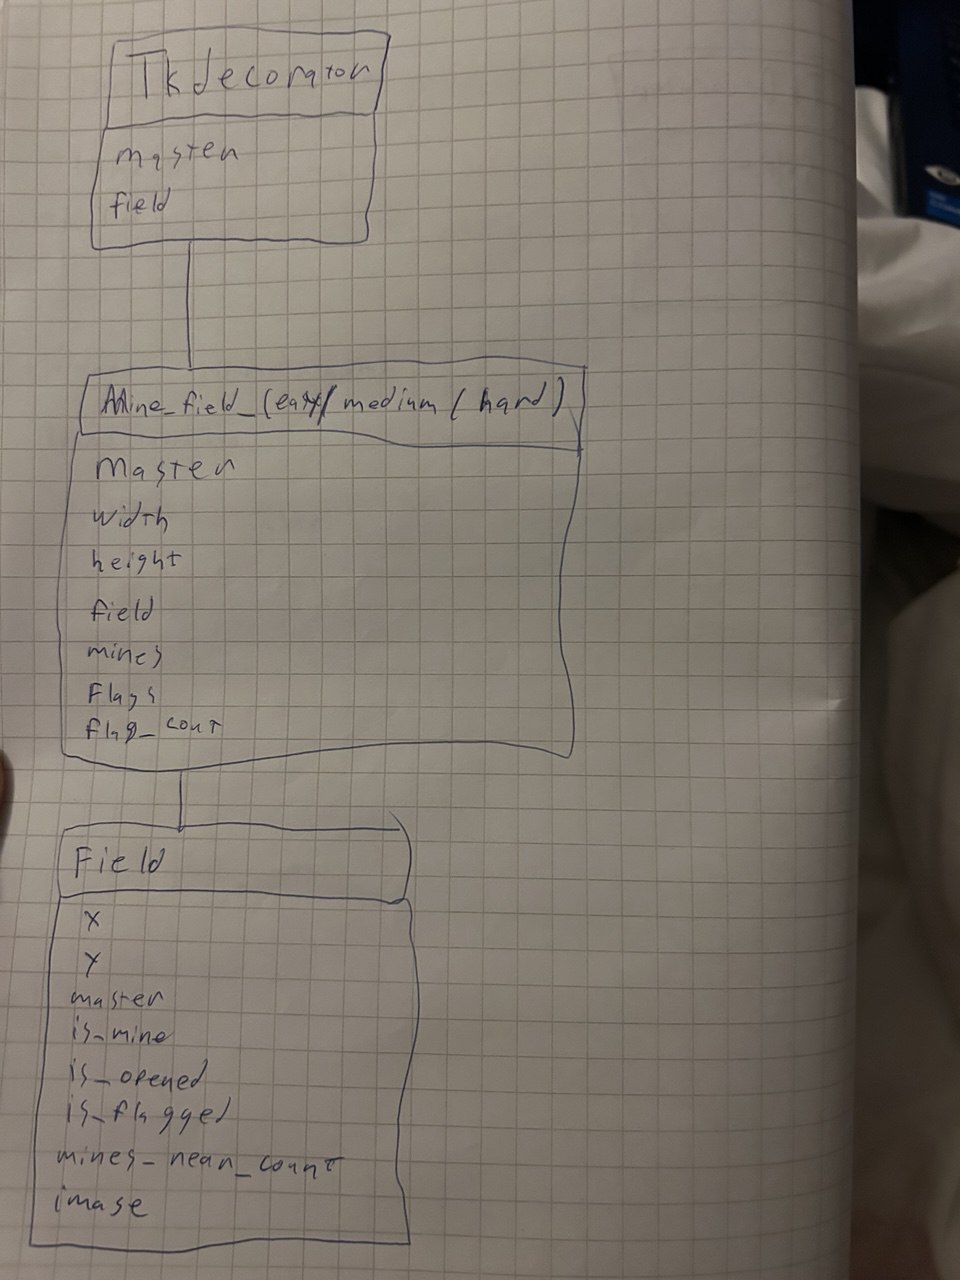 Tkdecorator
master
field
Mine_field_(easy/medium/hard)
Master
width
height
field
mines
Flags
flag_cont
Field
x
y
master
is_mine
is_opened
is_flagged
mines_near_count
image